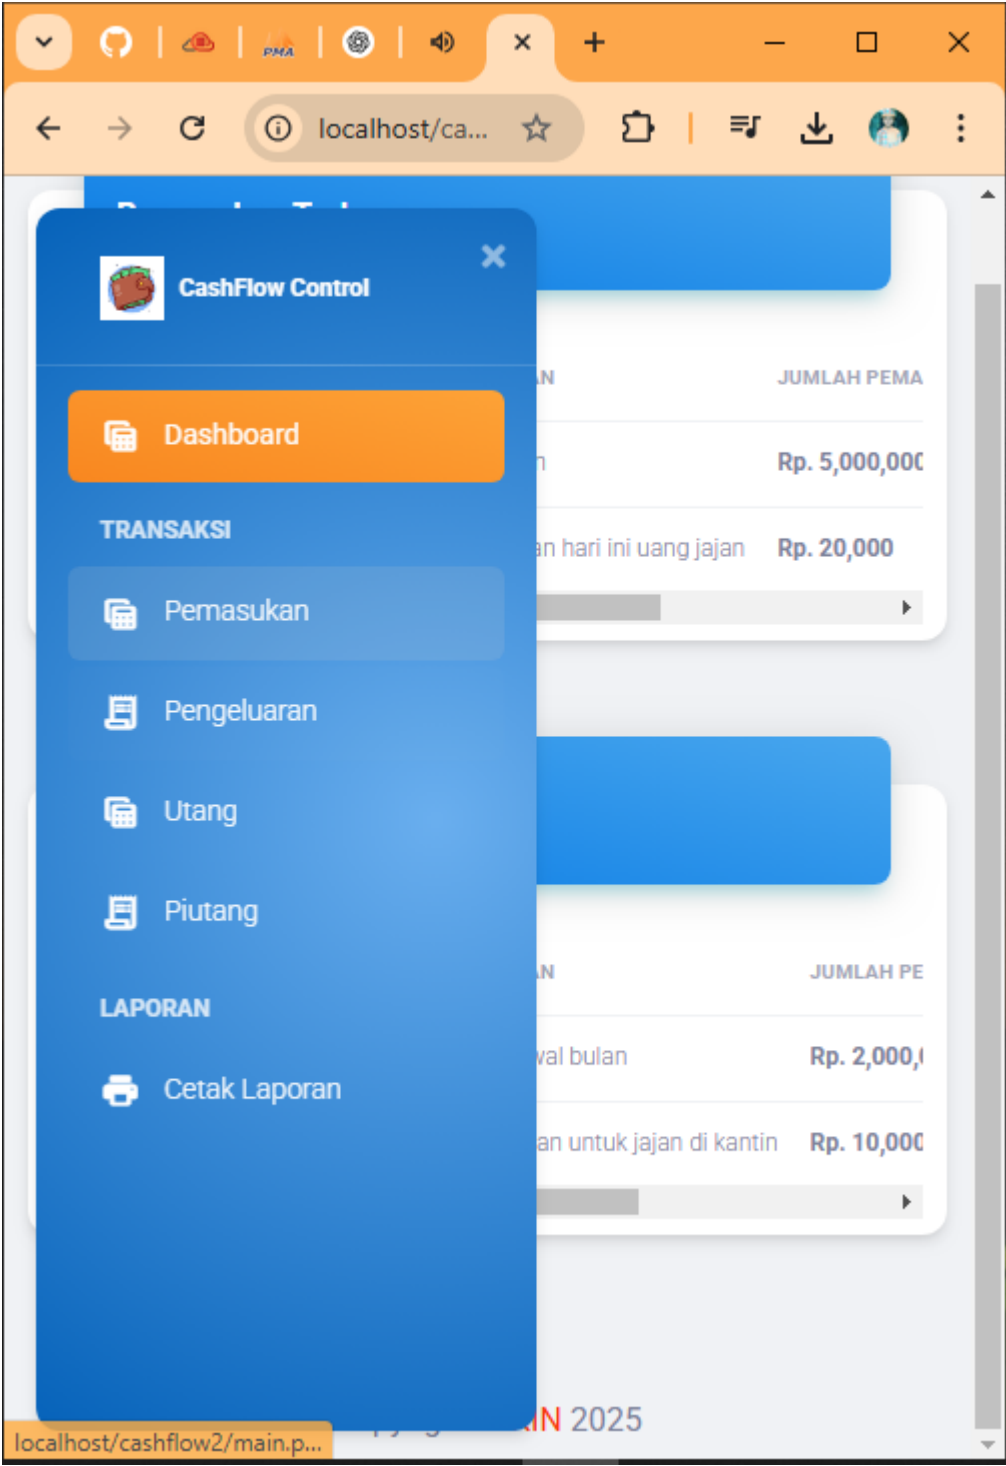 PMA
localhost/ca...
CashFlow Control
Dashboard
TRANSAKSI
Pemasukan
Pengeluaran
Utang
Piutang
LAPORAN
Cetak Laporan
JUMLAH PEMA
Rp. 5,000,000
an hari ini uang jajan Rp. 20,000
JUMLAH PE
wal bulan Rp. 2,000,
an untuk jajan di kantin Rp. 10,000
IN 2025
localhost/cashflow2/main.p...